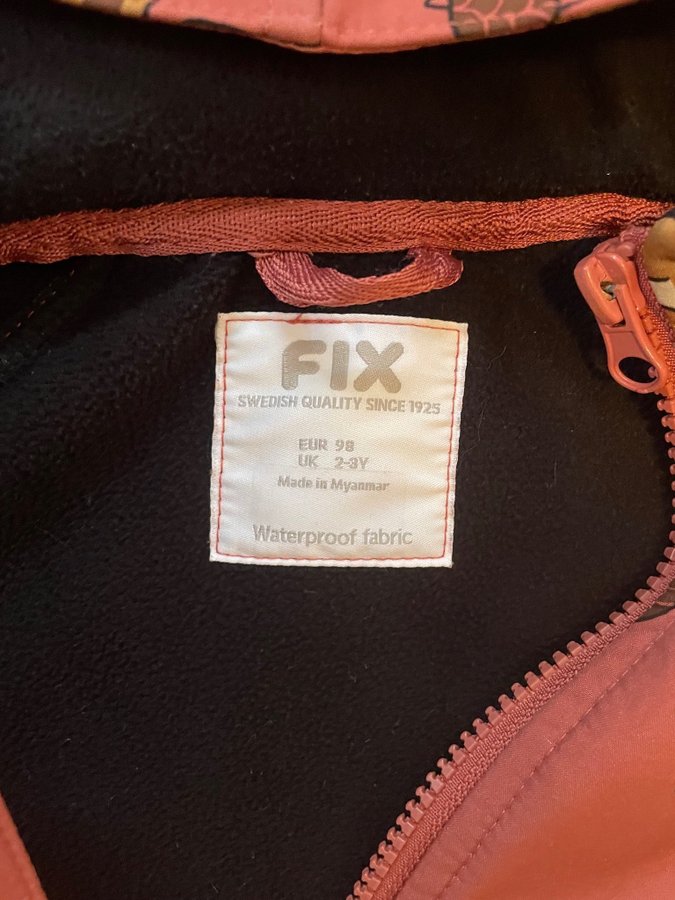 FIX
SWEDISH QUALITY SINCE 1925
EUR 98
UK 2-3Y
Made in Myanmar
Waterproof fabric